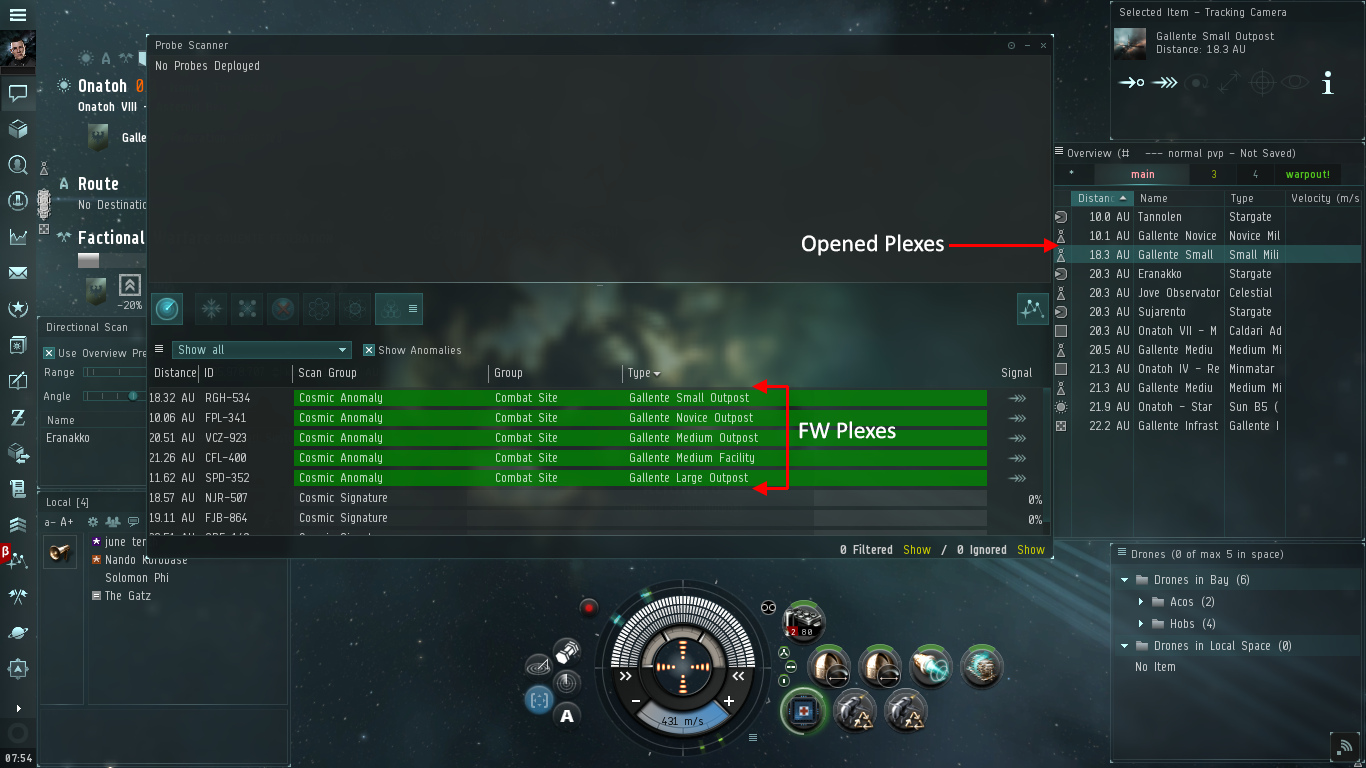 Onatoh 0
Onatoh VIII -
Galle
Route
No Destinatio
Factional
-20%
Directional Scan
Use Overview Pre
Range
Angle
Name
Eranakko
Local [4]
a- A+
june ter
Nando Kurobase
Solomon Phi
The Gatz
β
07:54
Probe Scanner
No Probes Deployed
Show all
Show Anomalies
Distance ID Scan Group Group Type Signal
18.32 AU RGH-534 Cosmic Anomaly Combat Site Gallente Small Outpost
10.06 AU FPL-341 Cosmic Anomaly Combat Site Gallente Novice Outpost
20.51 AU VCZ-923 Cosmic Anomaly Combat Site Gallente Medium Outpost
21.26 AU CFL-400 Cosmic Anomaly Combat Site Gallente Medium Facility
11.62 AU SPD-352 Cosmic Anomaly Combat Site Gallente Large Outpost
18.57 AU NJR-507 Cosmic Signature 0%
19.11 AU FJB-864 Cosmic Signature 0%
0 Filtered Show / 0 Ignored Show
Opened Plexes
FW Plexes
Selected Item - Tracking Camera
Gallente Small Outpost
Distance: 18.3 AU
Overview (⌗ --- normal pvp - Not Saved)
* main 3 4 warpout!
Distanc Name Type Velocity (m/s
10.0 AU Tannolen Stargate
10.1 AU Gallente Novice Novice Mil
18.3 AU Gallente Small Small Mili
20.3 AU Eranakko Stargate
20.3 AU Jove Observator Celestial
20.3 AU Sujarento Stargate
20.3 AU Onatoh VII - M Caldari Ad
20.5 AU Gallente Mediu Medium Mi
21.3 AU Onatoh IV - Re Minmatar
21.3 AU Gallente Mediu Medium Mi
21.9 AU Onatoh - Star Sun B5 (
22.2 AU Gallente Infrast Gallente I
Drones (0 of max 5 in space)
Drones in Bay (6)
Acos (2)
Hobs (4)
Drones in Local Space (0)
No Item
2 80
A
431 m/s